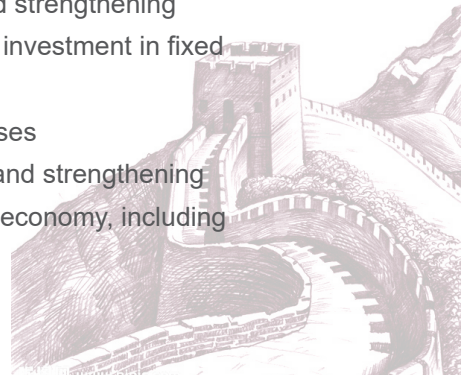 d strengthening
investment in fixed
ses
and strengthening
economy, including